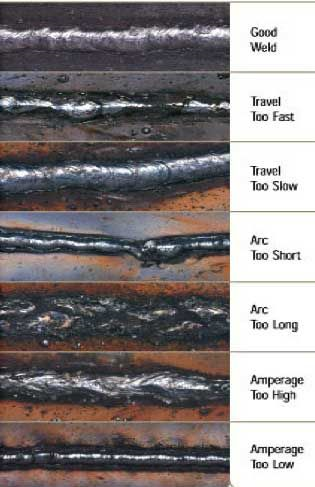 Good
Weld
Travel
Too Fast
Travel
Too Slow
Arc
Too Short
Arc
Too Long
Amperage
Too High
Amperage
Too Low